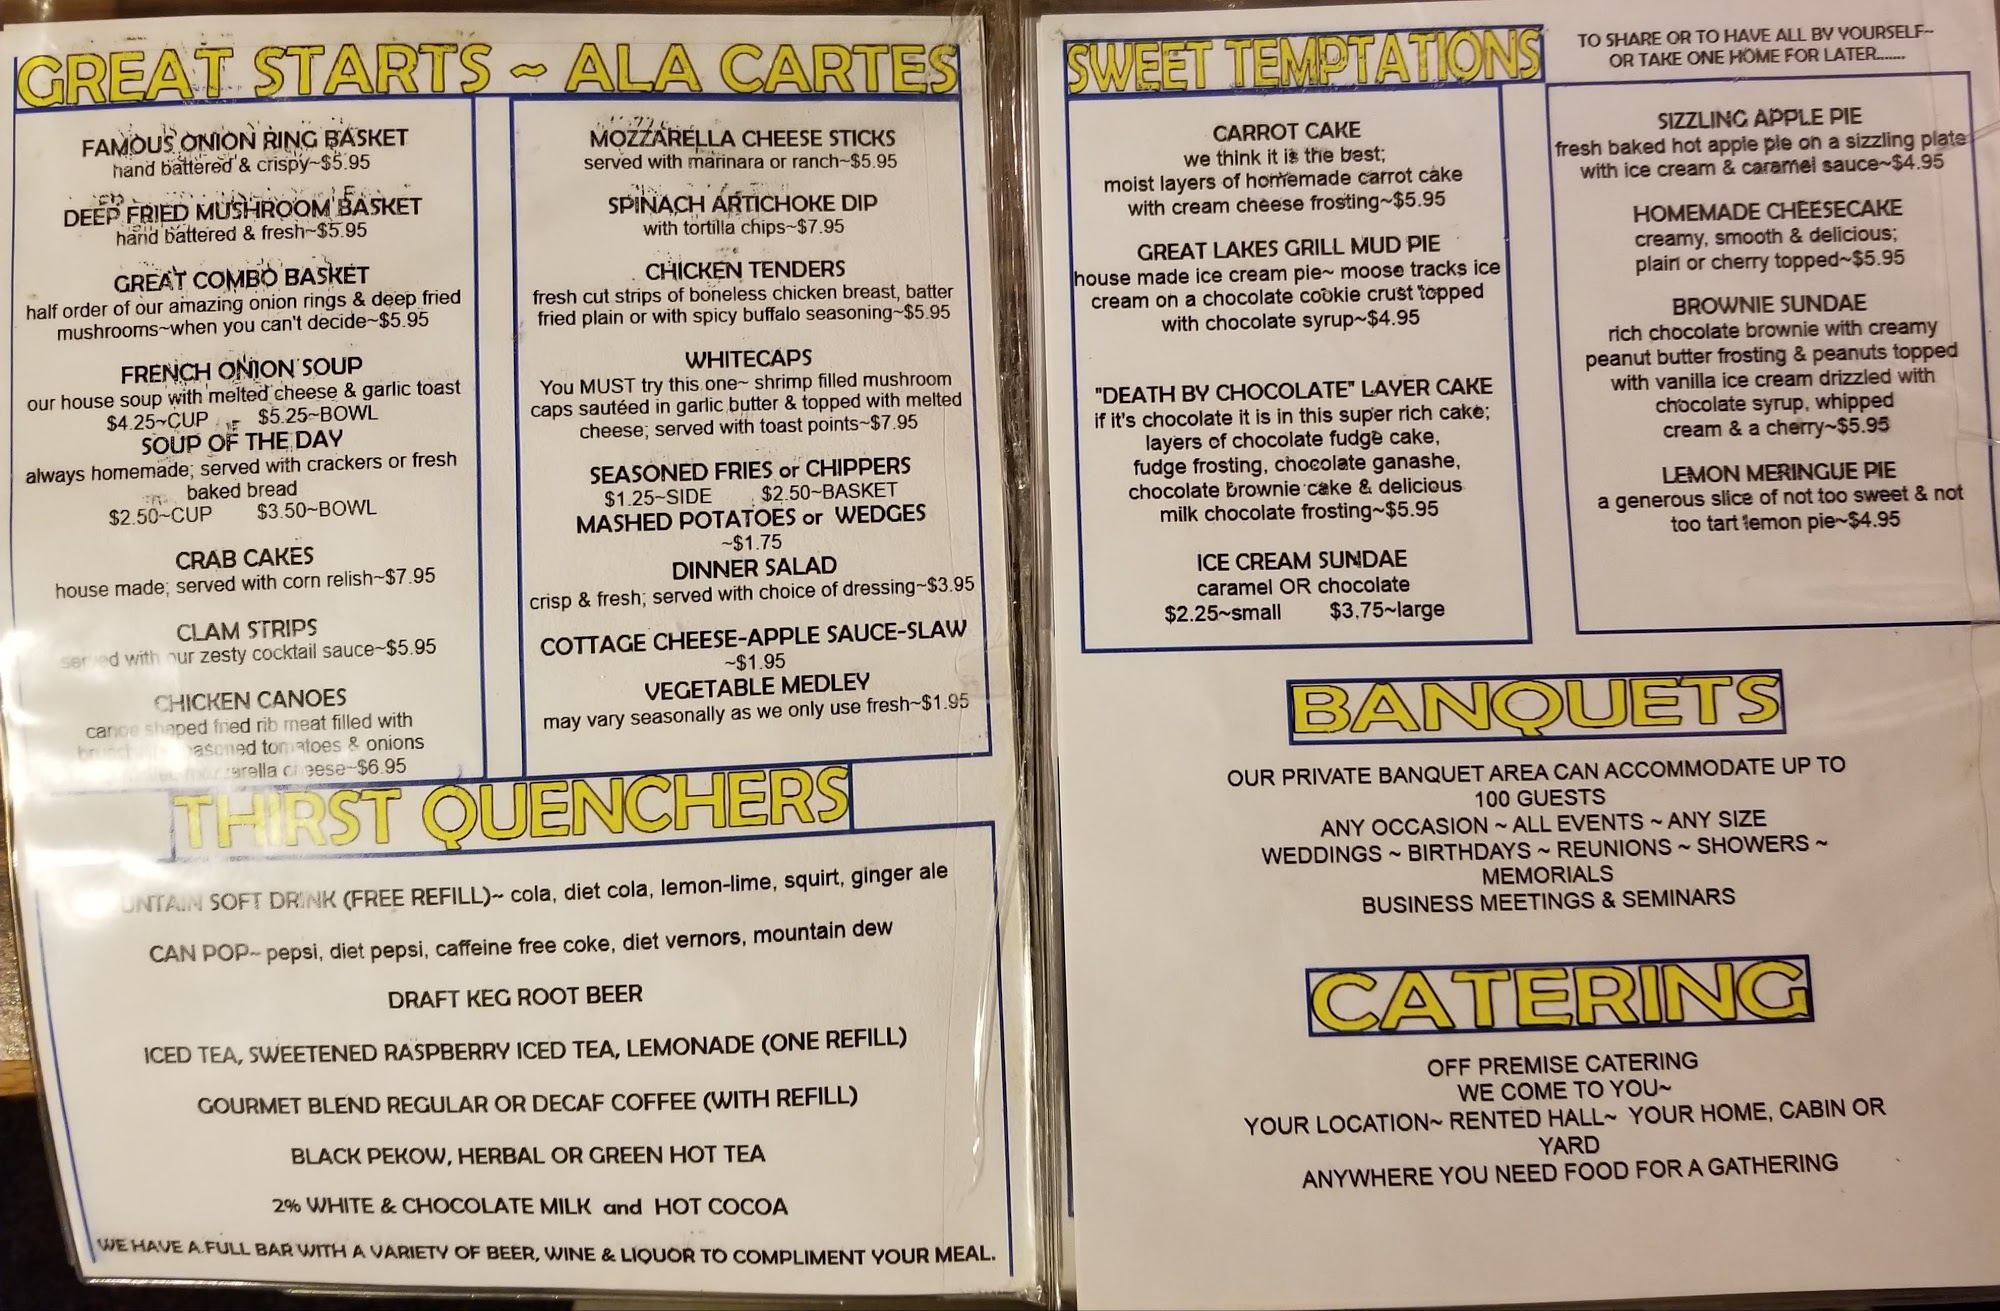 GREAT STARTS ~ ALA CARTES
FAMOUS ONION RING BASKET
hand battered & crispy~$5.95
DEEP FRIED MUSHROOM BASKET
hand battered & fresh~$5.95
GREAT COMBO BASKET
half order of our amazing onion rings & deep fried
mushrooms~when you can't decide~$5.95
FRENCH ONION SOUP
our house soup with melted cheese & garlic toast
$4.25~CUP $5.25~BOWL
SOUP OF THE DAY
always homemade; served with crackers or fresh
baked bread
$2.50~CUP $3.50~BOWL
CRAB CAKES
house made; served with corn relish~$7.95
CLAM STRIPS
served with our zesty cocktail sauce~$5.95
CHICKEN CANOES
canoe shaped fried rib meat filled with
seasoned tomatoes & onions
mozzarella cheese~$6.95
MOZZARELLA CHEESE STICKS
served with marinara or ranch~$5.95
SPINACH ARTICHOKE DIP
with tortilla chips~$7.95
CHICKEN TENDERS
fresh cut strips of boneless chicken breast, batter
fried plain or with spicy buffalo seasoning~$5.95
WHITECAPS
You MUST try this one~ shrimp filled mushroom
caps sautéed in garlic butter & topped with melted
cheese; served with toast points~$7.95
SEASONED FRIES or CHIPPERS
$1.25~SIDE $2.50~BASKET
MASHED POTATOES or WEDGES
~$1.75
DINNER SALAD
crisp & fresh; served with choice of dressing~$3.95
COTTAGE CHEESE-APPLE SAUCE-SLAW
~$1.95
VEGETABLE MEDLEY
may vary seasonally as we only use fresh~$1.95
THIRST QUENCHERS
FOUNTAIN SOFT DRINK (FREE REFILL)~ cola, diet cola, lemon-lime, squirt, ginger ale
CAN POP~ pepsi, diet pepsi, caffeine free coke, diet vernors, mountain dew
DRAFT KEG ROOT BEER
ICED TEA, SWEETENED RASPBERRY ICED TEA, LEMONADE (ONE REFILL)
GOURMET BLEND REGULAR OR DECAF COFFEE (WITH REFILL)
BLACK PEKOW, HERBAL OR GREEN HOT TEA
2% WHITE & CHOCOLATE MILK and HOT COCOA
WE HAVE A FULL BAR WITH A VARIETY OF BEER, WINE & LIQUOR TO COMPLIMENT YOUR MEAL.
SWEET TEMPTATIONS
TO SHARE OR TO HAVE ALL BY YOURSELF~
OR TAKE ONE HOME FOR LATER.......
CARROT CAKE
we think it is the best;
moist layers of homemade carrot cake
with cream cheese frosting~$5.95
GREAT LAKES GRILL MUD PIE
house made ice cream pie~ moose tracks ice
cream on a chocolate cookie crust topped
with chocolate syrup~$4.95
"DEATH BY CHOCOLATE" LAYER CAKE
if it's chocolate it is in this super rich cake;
layers of chocolate fudge cake,
fudge frosting, chocolate ganashe,
chocolate brownie cake & delicious
milk chocolate frosting~$5.95
ICE CREAM SUNDAE
caramel OR chocolate
$2.25~small $3.75~large
SIZZLING APPLE PIE
fresh baked hot apple pie on a sizzling plate
with ice cream & caramel sauce~$4.95
HOMEMADE CHEESECAKE
creamy, smooth & delicious;
plain or cherry topped~$5.95
BROWNIE SUNDAE
rich chocolate brownie with creamy
peanut butter frosting & peanuts topped
with vanilla ice cream drizzled with
chocolate syrup, whipped
cream & a cherry~$5.95
LEMON MERINGUE PIE
a generous slice of not too sweet & not
too tart lemon pie~$4.95
BANQUETS
OUR PRIVATE BANQUET AREA CAN ACCOMMODATE UP TO
100 GUESTS
ANY OCCASION ~ ALL EVENTS ~ ANY SIZE
WEDDINGS ~ BIRTHDAYS ~ REUNIONS ~ SHOWERS ~
MEMORIALS
BUSINESS MEETINGS & SEMINARS
CATERING
OFF PREMISE CATERING
WE COME TO YOU~
YOUR LOCATION~ RENTED HALL~ YOUR HOME, CABIN OR
YARD
ANYWHERE YOU NEED FOOD FOR A GATHERING